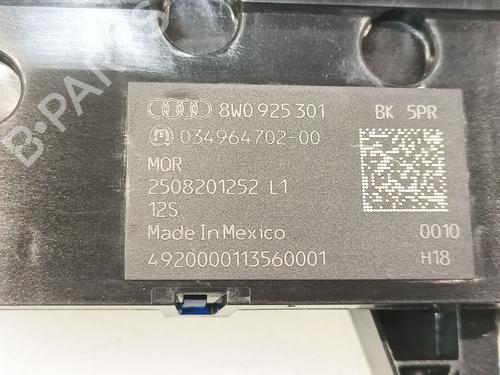 8W0 925 301 BK 5PR
034964702-00
MQR
2508201252 L1
12S
Made In Mexico 0010
4920000113560001 H18
B-PARTS